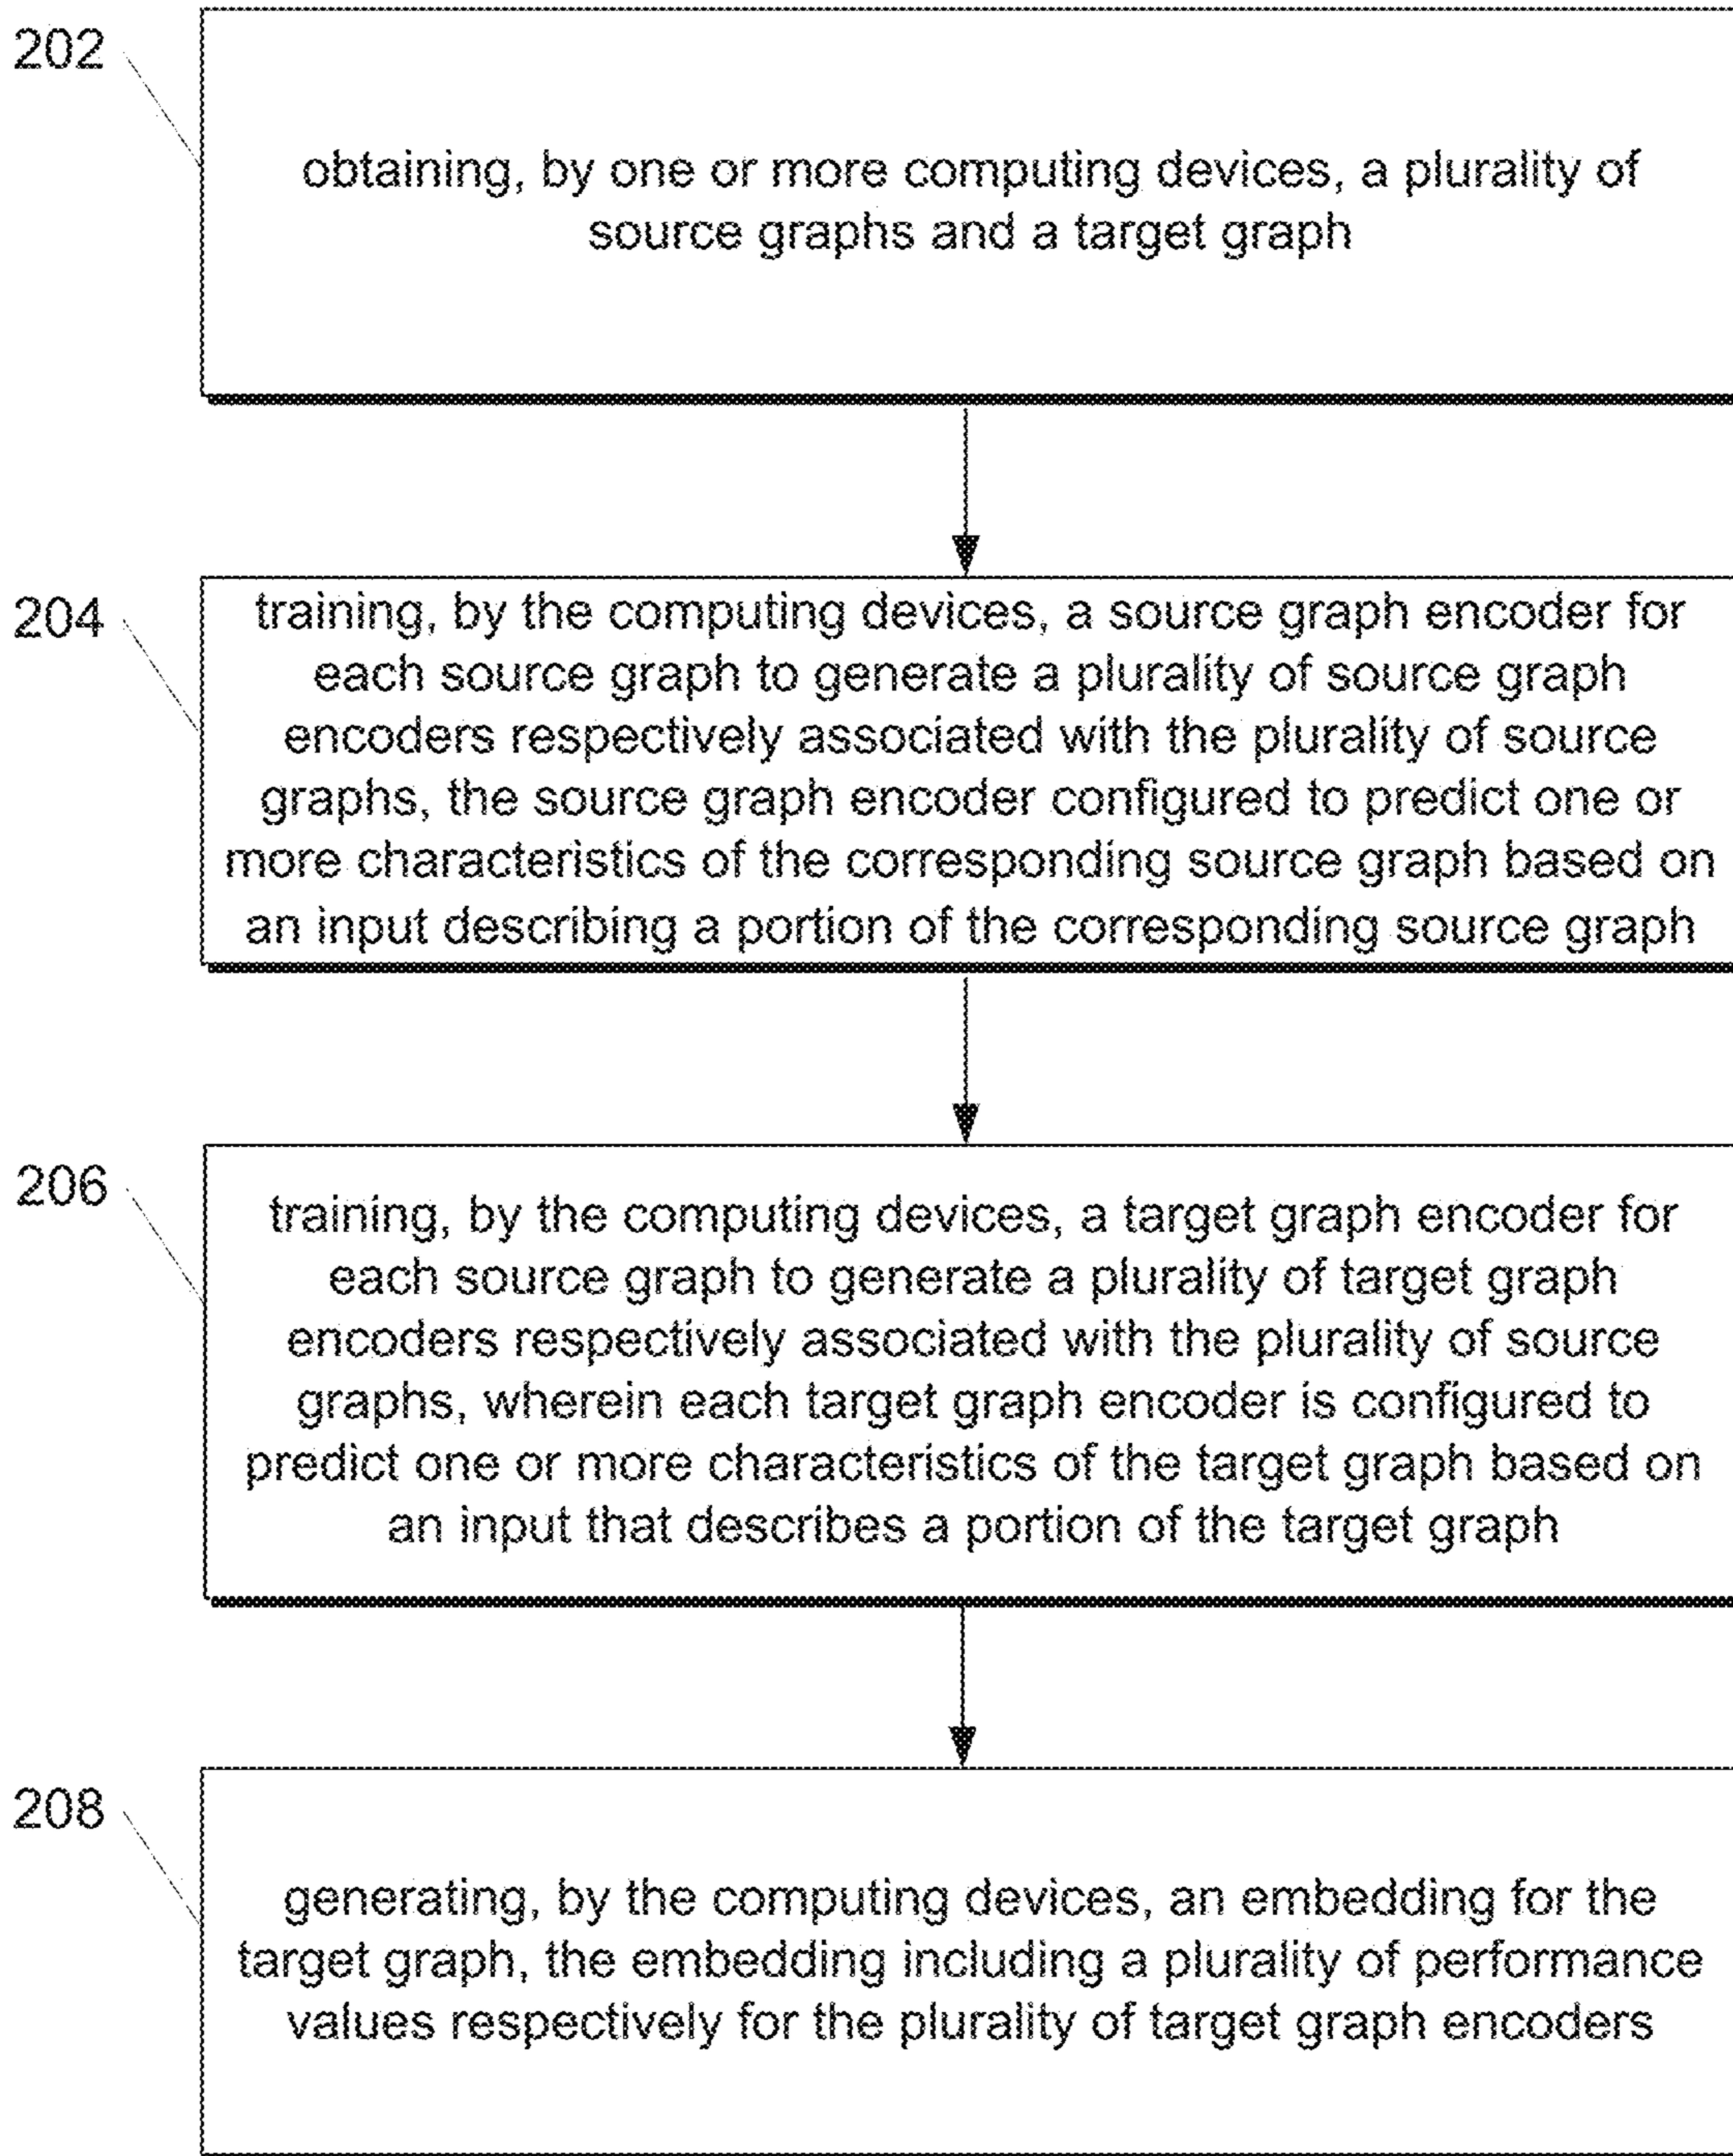 202
obtaining, by one or more computing devices, a plurality of
source graphs and a target graph
204
training, by the computing devices, a source graph encoder for
each source graph to generate a plurality of source graph
encoders respectively associated with the plurality of source
graphs, the source graph encoder configured to predict one or
more characteristics of the corresponding source graph based on
an input describing a portion of the corresponding source graph
206
training, by the computing devices, a target graph encoder for
each source graph to generate a plurality of target graph
encoders respectively associated with the plurality of source
graphs, wherein each target graph encoder is configured to
predict one or more characteristics of the target graph based on
an input that describes a portion of the target graph
208
generating, by the computing devices, an embedding for the
target graph, the embedding including a plurality of performance
values respectively for the plurality of target graph encoders